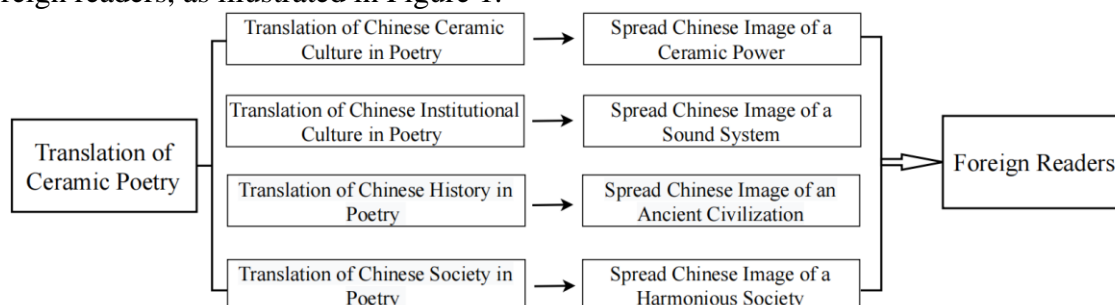 oreign readers, as illustrated in Figure 1.
Translation of Chinese Ceramic
Culture in Poetry
Spread Chinese Image of a
Ceramic Power
Translation of Chinese Institutional
Culture in Poetry
Spread Chinese Image of a
Sound System
Translation of
Ceramic Poetry
Foreign Readers
Translation of Chinese History in
Poetry
Spread Chinese Image of an
Ancient Civilization
Translation of Chinese Society in
Poetry
Spread Chinese Image of a
Harmonious Society